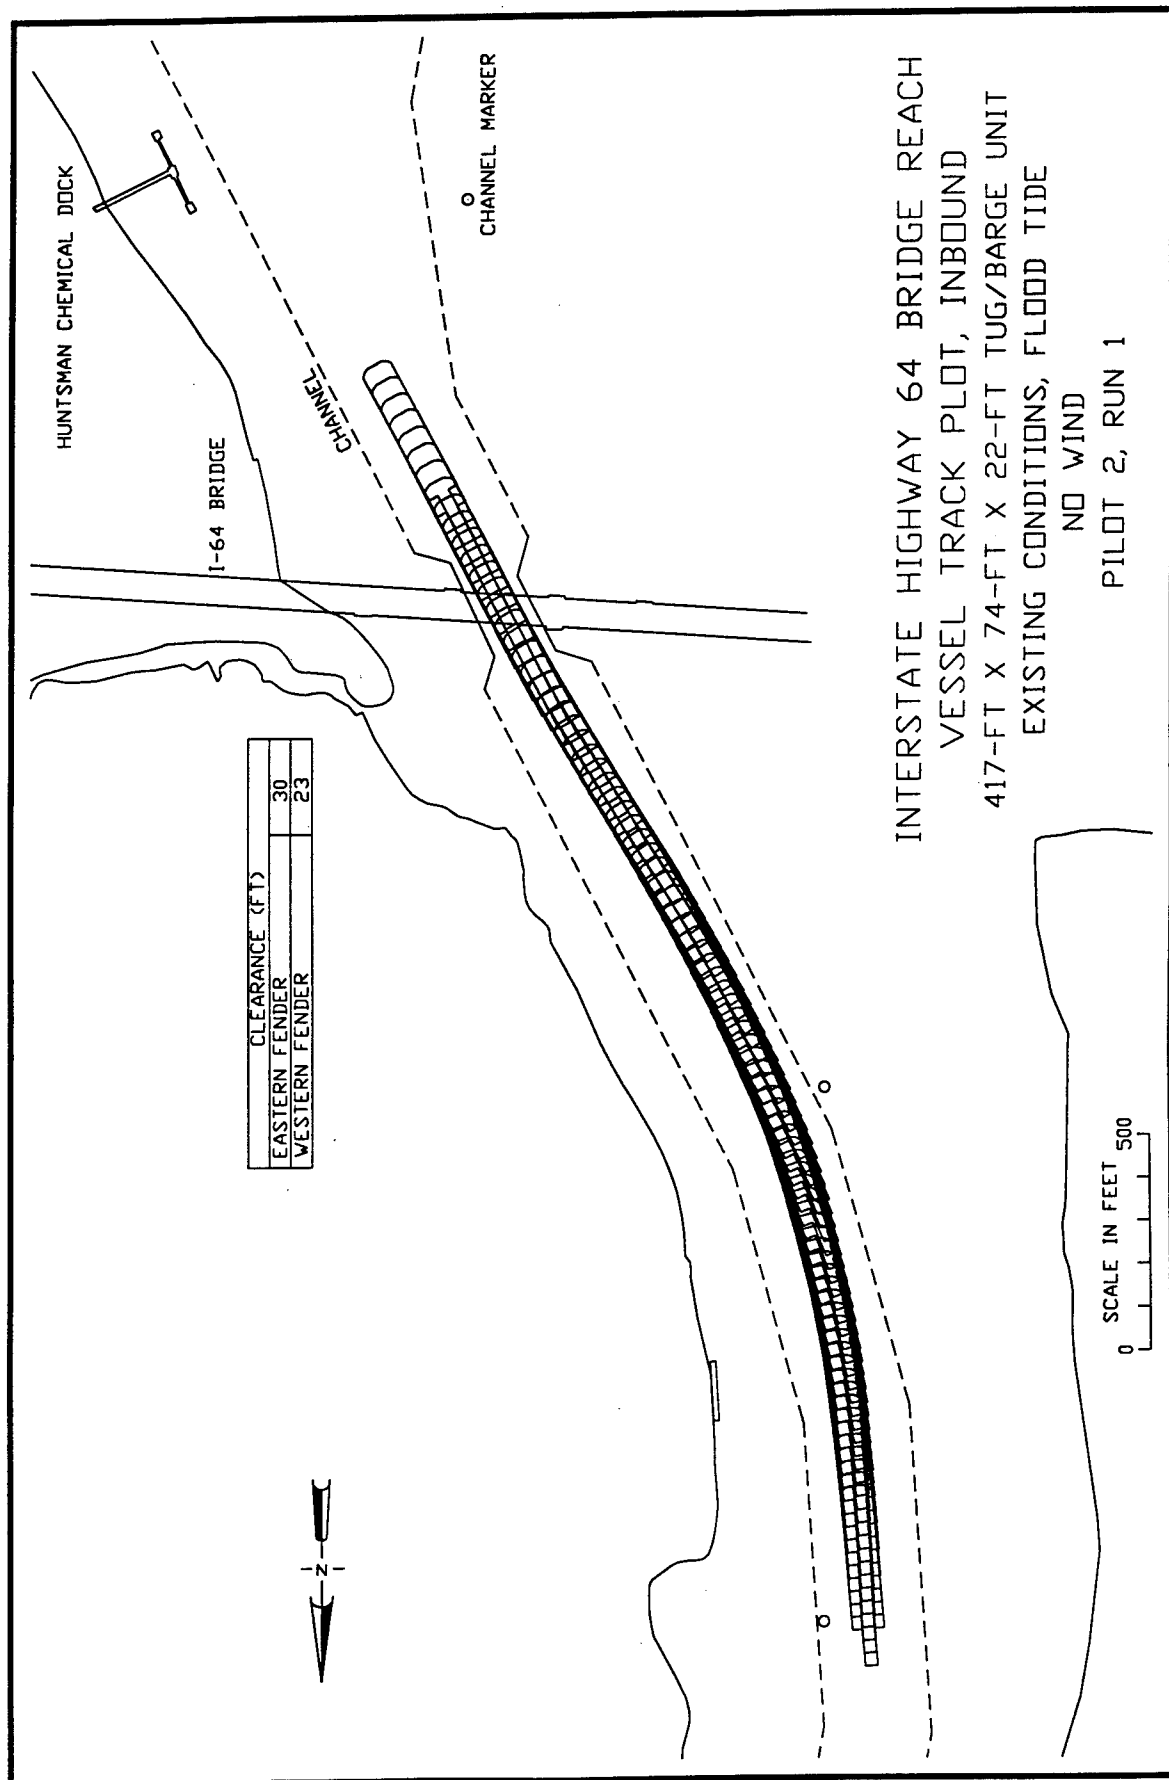 HUNTSMAN CHEMICAL DOCK
CHANNEL MARKER
CHANNEL
I-64 BRIDGE
CLEARANCE (FT)
EASTERN FENDER 30
WESTERN FENDER 23
N
INTERSTATE HIGHWAY 64 BRIDGE REACH
VESSEL TRACK PLOT, INBOUND
417-FT X 74-FT X 22-FT TUG/BARGE UNIT
EXISTING CONDITIONS, FLOOD TIDE
NO WIND
PILOT 2, RUN 1
SCALE IN FEET
0 500